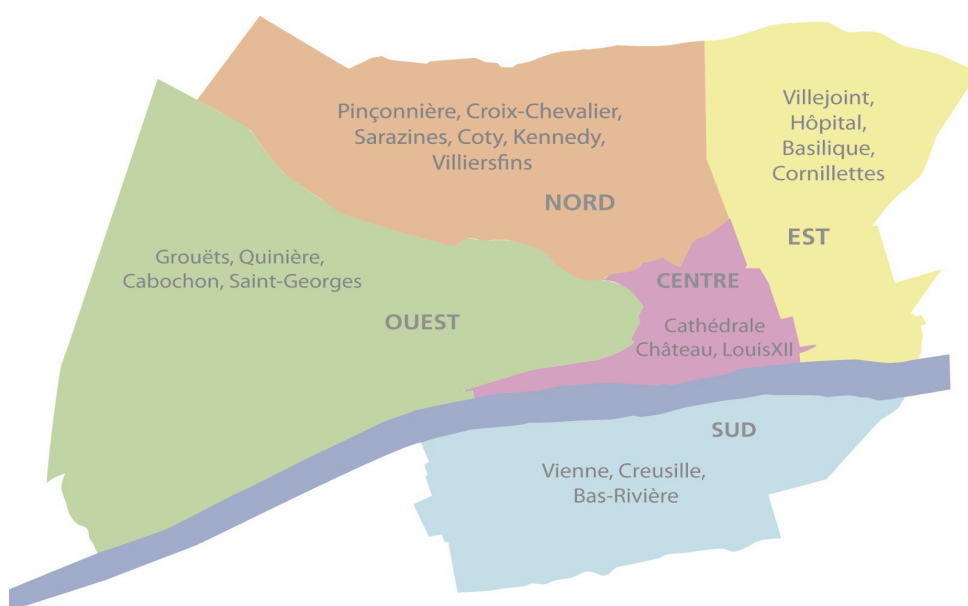 Pinçonnière, Croix-Chevalier,
Sarazines, Coty, Kennedy,
Villiersfins
NORD
Villejoint,
Hôpital,
Basilique,
Cornillettes
EST
Grouëts, Quinière,
Cabochon, Saint-Georges
OUEST
CENTRE
Cathédrale
Château, LouisXII
SUD
Vienne, Creusille,
Bas-Rivière